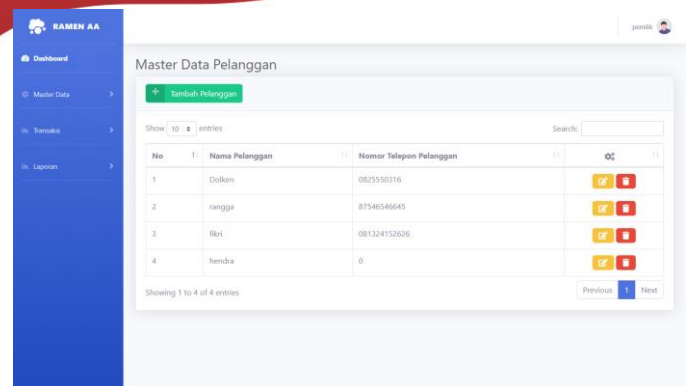 RAMEN AA
pemilik
Dashboard
Master Data
Transaksi
Laporan
Master Data Pelanggan
+ Tambah Pelanggan
Show 10 entries
Search:
No Nama Pelanggan Nomor Telepon Pelanggan
1 Dofken 0825550316
2 rangga 87546546645
3 fikri 081324152626
4 hendra 0
Showing 1 to 4 of 4 entries
Previous 1 Next